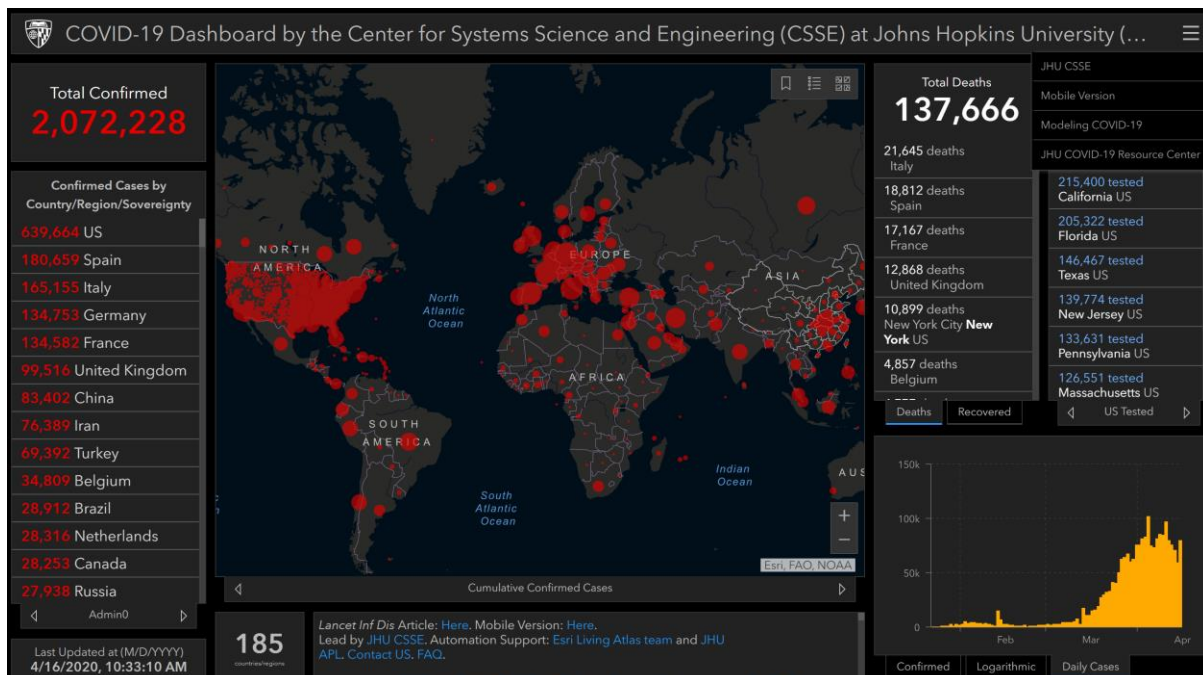 COVID-19 Dashboard by the Center for Systems Science and Engineering (CSSE) at Johns Hopkins University (...
Total Confirmed
2,072,228
Confirmed Cases by
Country/Region/Sovereignty
639,664 US
180,659 Spain
165,155 Italy
134,753 Germany
134,582 France
99,516 United Kingdom
83,402 China
76,389 Iran
69,392 Turkey
34,809 Belgium
28,912 Brazil
28,316 Netherlands
28,253 Canada
27,938 Russia
Admin0
Last Updated at (M/D/YYYY)
4/16/2020, 10:33:10 AM
NORTH
AMERICA
EUROPE
ASIA
North
Atlantic
Ocean
AFRICA
SOUTH
AMERICA
Indian
Ocean
AUS
South
Atlantic
Ocean
+
−
Esri, FAO, NOAA
Cumulative Confirmed Cases
185
countries/regions
Lancet Inf Dis Article: Here. Mobile Version: Here.
Lead by JHU CSSE. Automation Support: Esri Living Atlas team and JHU
APL. Contact US. FAQ.
Total Deaths
137,666
21,645 deaths
Italy
18,812 deaths
Spain
17,167 deaths
France
12,868 deaths
United Kingdom
10,899 deaths
New York City New
York US
4,857 deaths
Belgium
Deaths
Recovered
JHU CSSE
Mobile Version
Modeling COVID-19
JHU COVID-19 Resource Center
215,400 tested
California US
205,322 tested
Florida US
146,467 tested
Texas US
139,774 tested
New Jersey US
133,631 tested
Pennsylvania US
126,551 tested
Massachusetts US
US Tested
150k
100k
50k
0
Feb
Mar
Apr
Confirmed
Logarithmic
Daily Cases